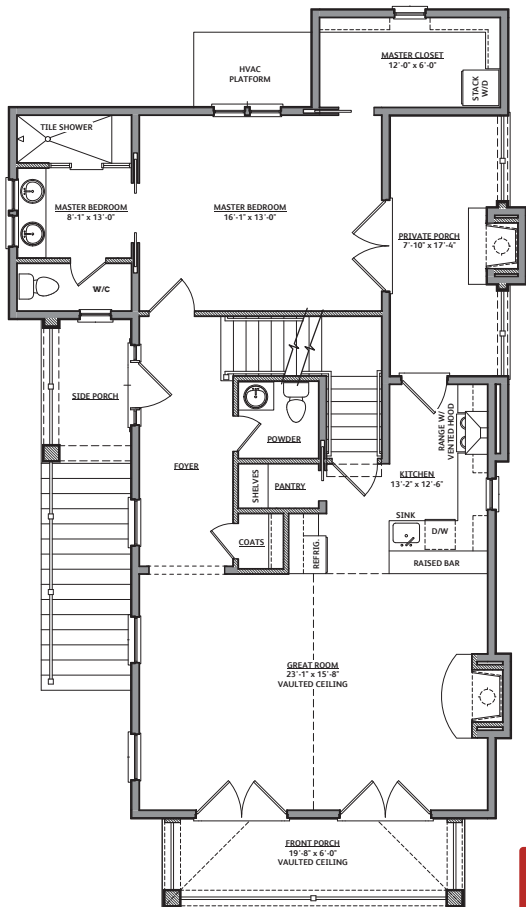 MASTER CLOSET
12'-0" x 6'-0"
HVAC
PLATFORM
STACK
W/D
TILE SHOWER
MASTER BEDROOM
8'-1" x 13'-0"
MASTER BEDROOM
16'-1" x 13'-0"
PRIVATE PORCH
7'-10" x 17'-4"
W/C
SIDE PORCH
POWDER
RANGE W/
VENTED HOOD
FOYER
SHELVES
PANTRY
KITCHEN
13'-2" x 12'-6"
SINK
D/W
COATS
REFRIG.
RAISED BAR
GREAT ROOM
23'-1" x 15'-8"
VAULTED CEILING
FRONT PORCH
19'-8" x 6'-0"
VAULTED CEILING